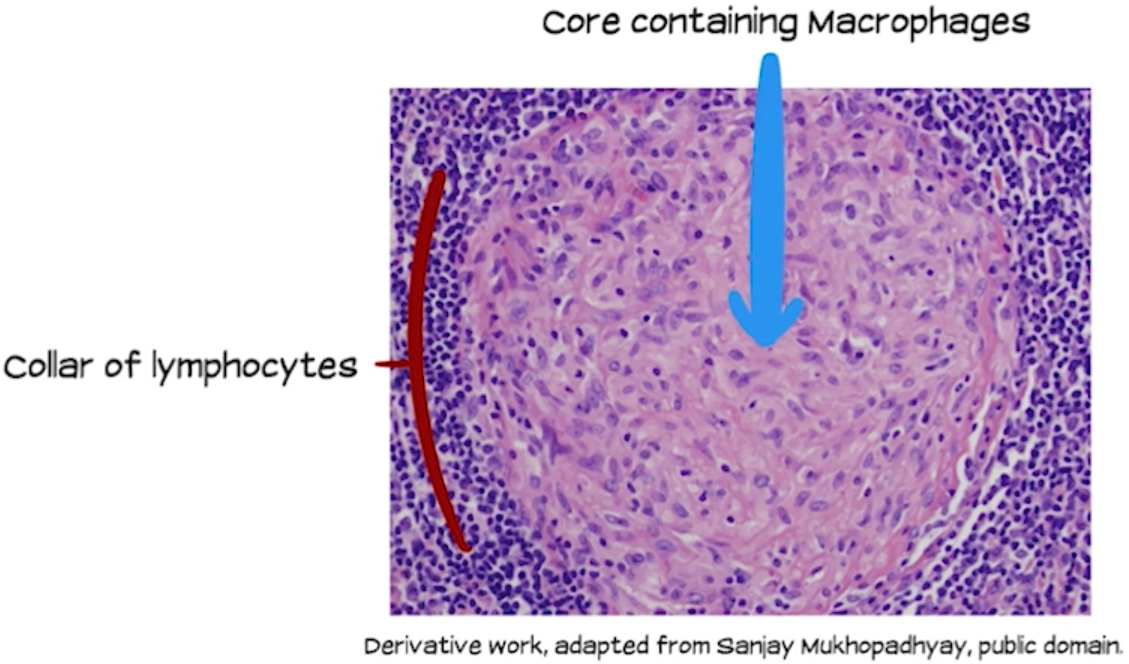 Core containing Macrophages
Collar of lymphocytes
Derivative work, adapted from Sanjay Mukhopadhyay, public domain.